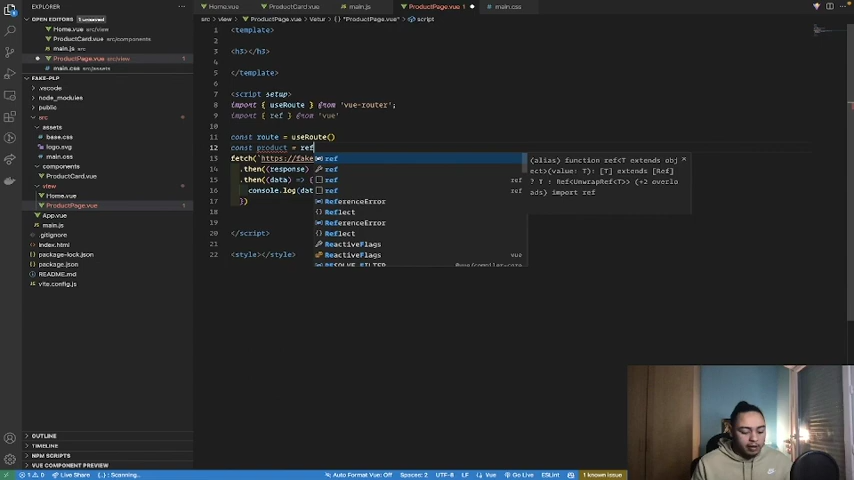 Home.vue
ProductCard.vue
main.js
ProductPage.vue 1
main.css
EXPLORER
OPEN EDITORS 1 unsaved
Home.vue src/view
ProductCard.vue src/components
main.js src
ProductPage.vue src/view 1
main.css src/assets
FAKE-PLP
.vscode
node_modules
public
src
assets
base.css
logo.svg
main.css
components
ProductCard.vue
view
Home.vue
ProductPage.vue 1
App.vue
main.js
.gitignore
index.html
package-lock.json
package.json
README.md
vite.config.js
OUTLINE
TIMELINE
NPM SCRIPTS
VUE COMPONENT PREVIEW
src > view > ProductPage.vue > Vetur > {} "ProductPage.vue" > script
1 <template>
2
3 <h3></h3>
4
5 </template>
6
7 <script setup>
8 import { useRoute } from 'vue-router';
9 import { ref } from 'vue'
10
11 const route = useRoute()
12 const product = ref
13 fetch(`https://fake
14 .then((response)
15 .then((data) => {
16 console.log(dat
17 })
18
19
20 </script>
21
22 <style></style>
ref
ref
ref ref
ref ref
ReferenceError
Reflect
ReferenceError
Reflect
ReactiveFlags
ReactiveFlags vue
RESOLVE_FILTER @vue/compiler-core
(alias) function ref<T extends obj
ect>(value: T): [T] extends [Ref]
? T : Ref<UnwrapRef<T>> (+2 overlo
ads) import ref
1 0
Live Share
{..}: Scanning..
Auto Format Vue: Off
Spaces: 2
UTF-8
LF
Vue
Go Live
ESLint
1 known issue